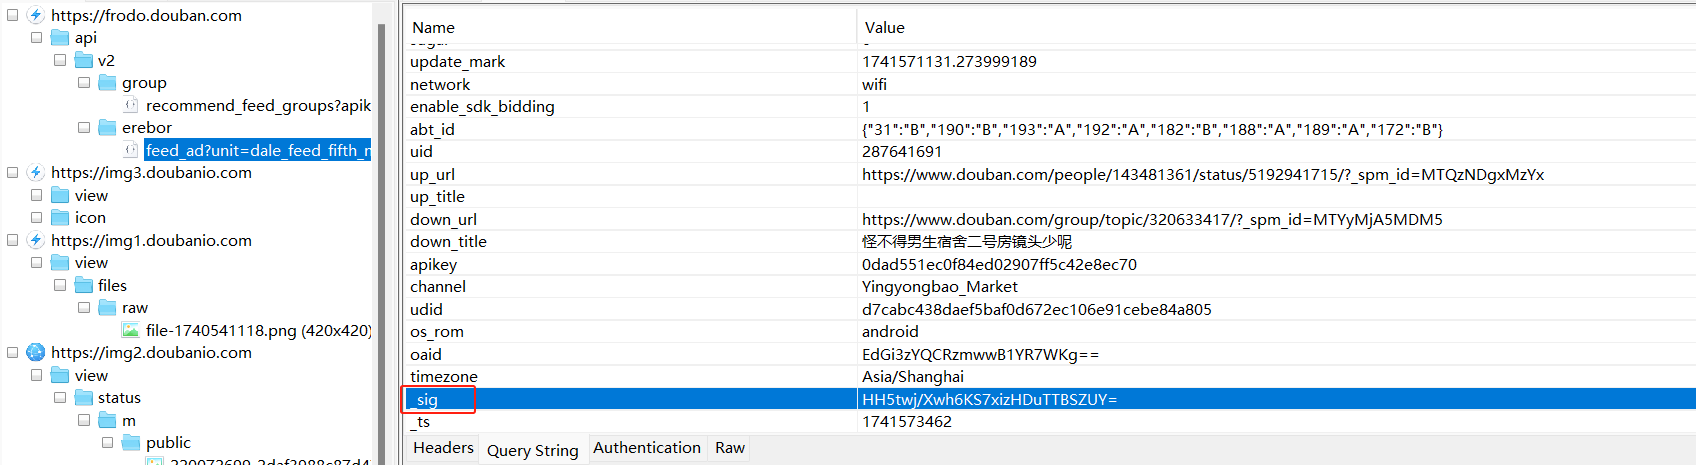 https://frodo.douban.com
api
v2
group
recommend_feed_groups?apik
erebor
feed_ad?unit=dale_feed_fifth_n
https://img3.doubanio.com
view
icon
https://img1.doubanio.com
view
files
raw
file-1740541118.png (420x420)
https://img2.doubanio.com
view
status
m
public
Name Value
update_mark 1741571131.273999189
network wifi
enable_sdk_bidding 1
abt_id {"31":"B","190":"B","193":"A","192":"A","182":"B","188":"A","189":"A","172":"B"}
uid 287641691
up_url https://www.douban.com/people/143481361/status/5192941715/?_spm_id=MTQzNDgxMzYx
up_title
down_url https://www.douban.com/group/topic/320633417/?_spm_id=MTYyMjA5MDM5
down_title 怪不得男生宿舍二号房镜头少呢
apikey 0dad551ec0f84ed02907ff5c42e8ec70
channel Yingyongbao_Market
udid d7cabc438daef5baf0d672ec106e91cebe84a805
os_rom android
oaid EdGi3zYQCRzmwwB1YR7WKg==
timezone Asia/Shanghai
_sig HH5twj/Xwh6KS7xizHDuTTBSZUY=
_ts 1741573462
Headers Query String Authentication Raw